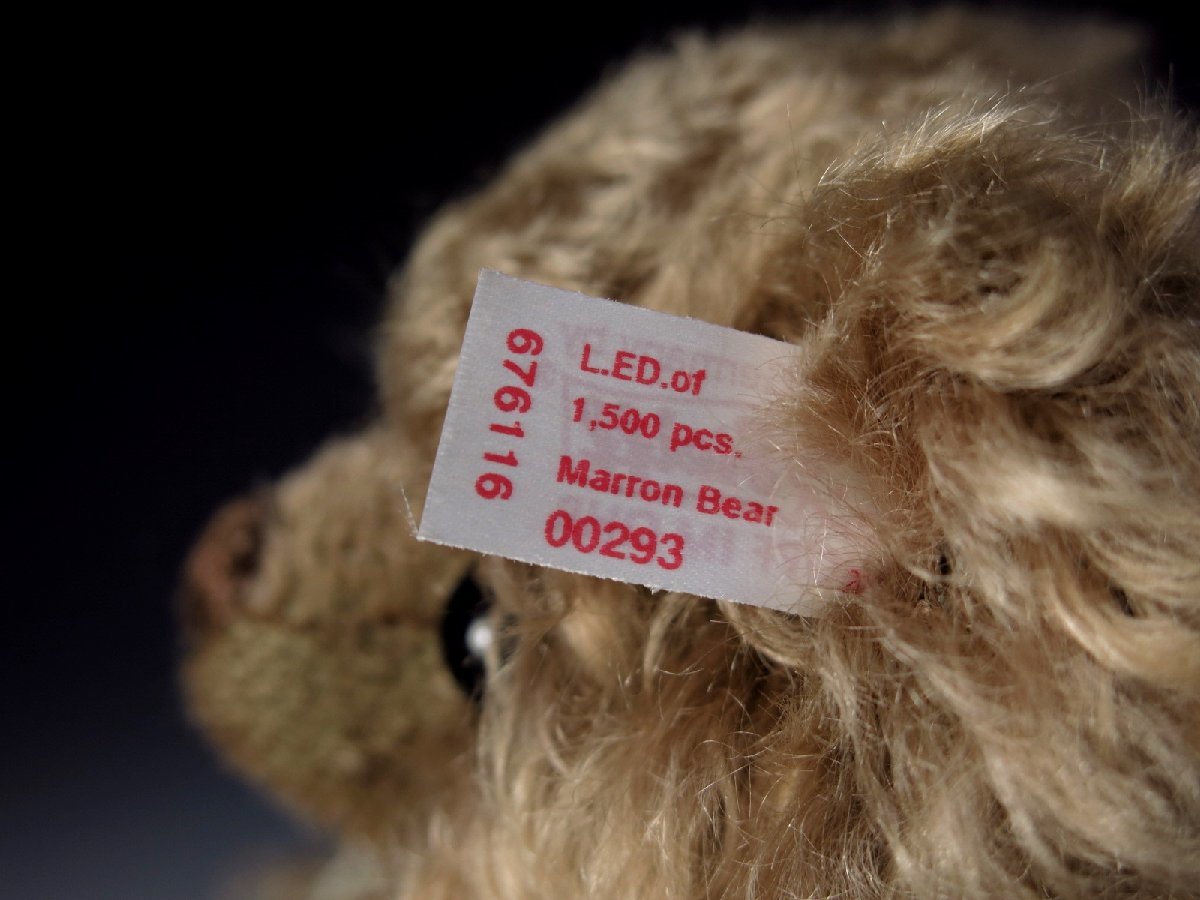 676116
L.ED.of
1,500 pcs.
Marron Bear
00293